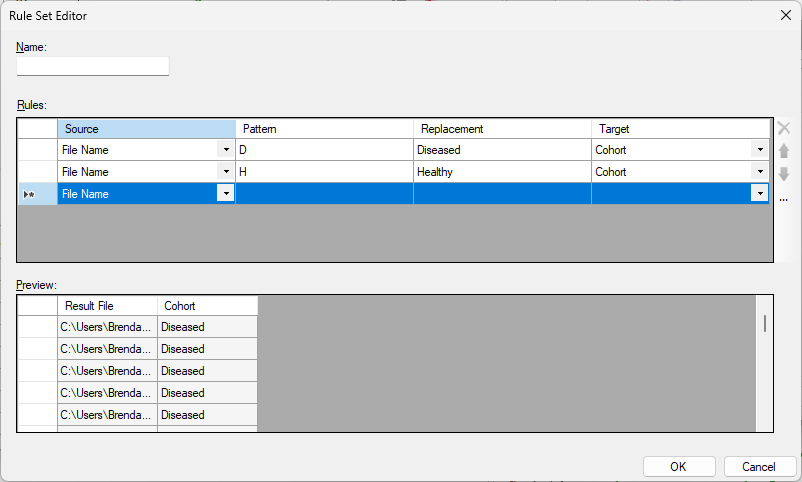 Rule Set Editor
Name:
Rules:
Source Pattern Replacement Target
File Name D Diseased Cohort
File Name H Healthy Cohort
File Name
...
Preview:
Result File Cohort
C:\Users\Brenda... Diseased
C:\Users\Brenda... Diseased
C:\Users\Brenda... Diseased
C:\Users\Brenda... Diseased
C:\Users\Brenda... Diseased
OK Cancel